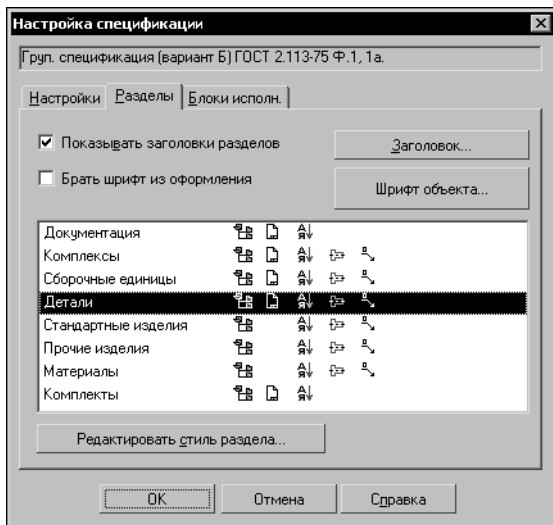 Настройка спецификации
Груп. спецификация (вариант Б) ГОСТ 2.113-75 Ф.1, 1а.
Настройки Разделы Блоки исполн.
Показывать заголовки разделов Заголовок...
Брать шрифт из оформления Шрифт объекта...
Документация
Комплексы
Сборочные единицы
Детали
Стандартные изделия
Прочие изделия
Материалы
Комплекты
Редактировать стиль раздела...
OK Отмена Справка